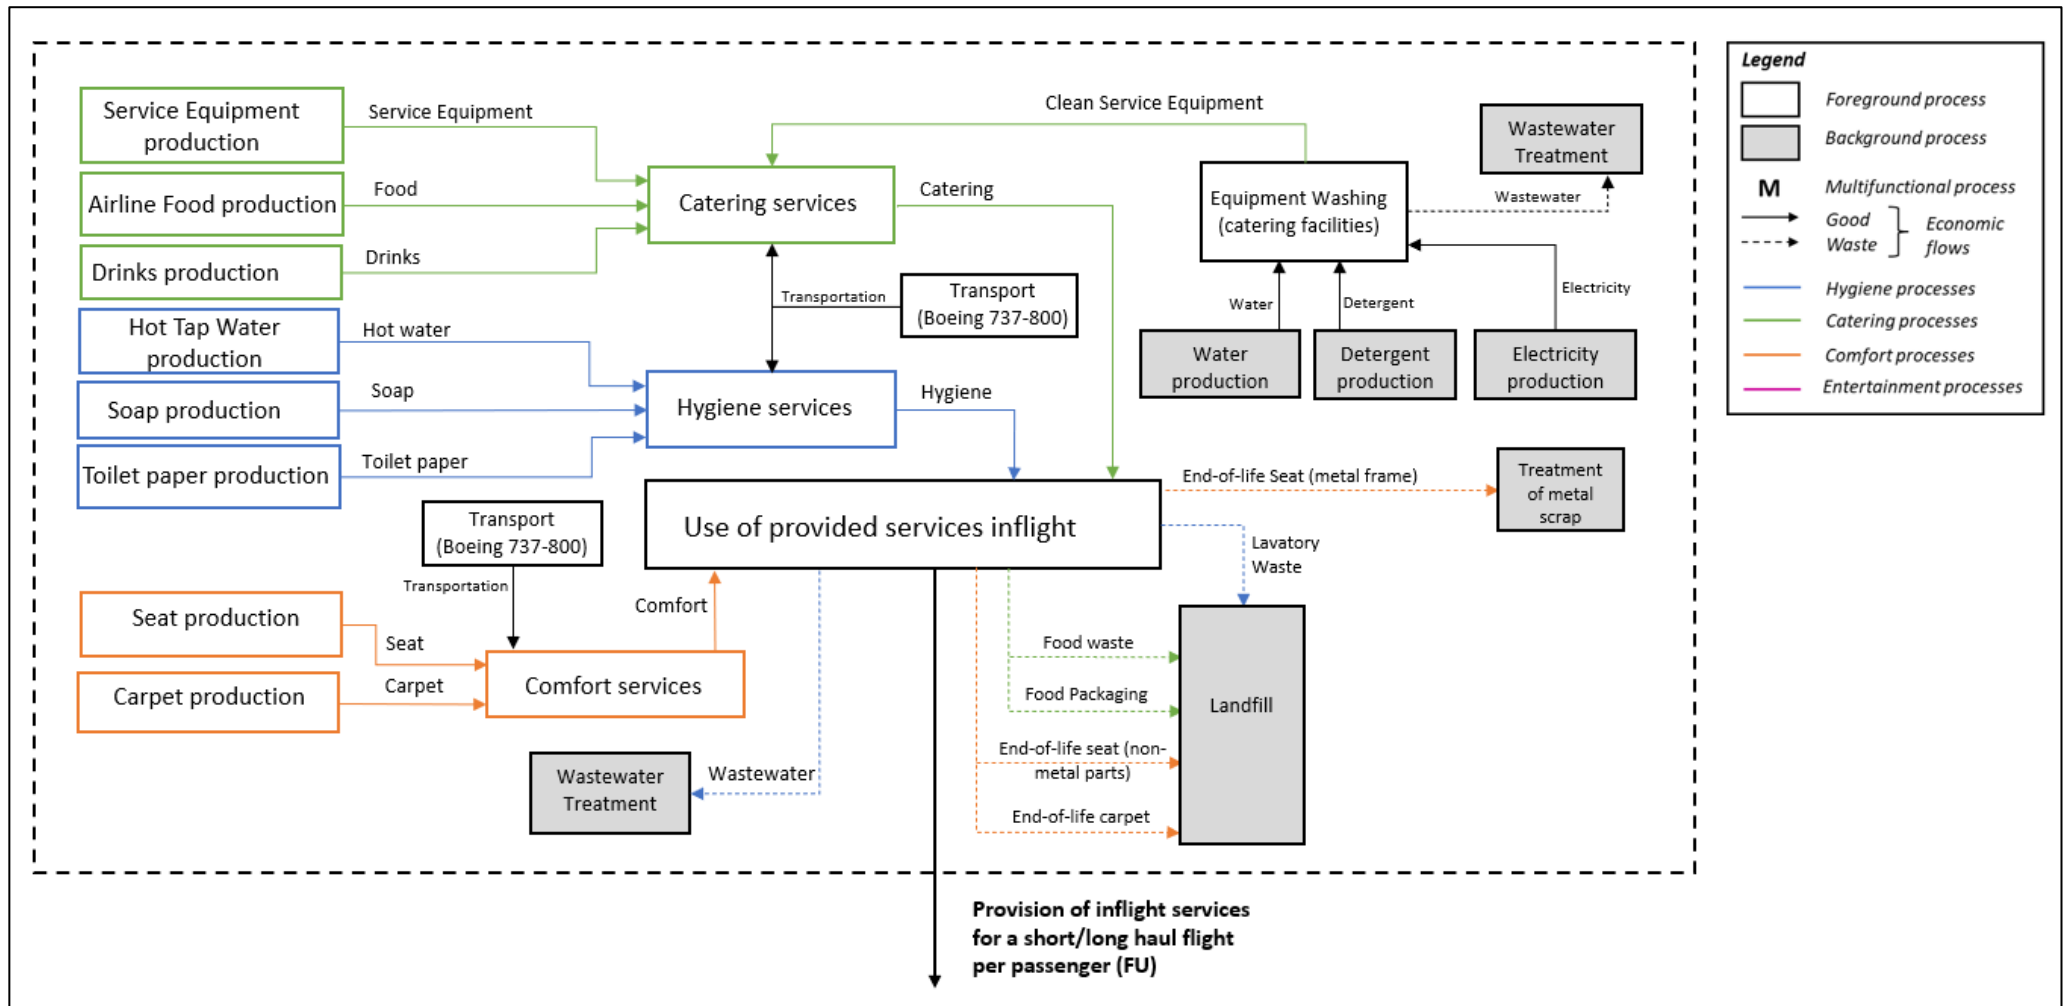 Service Equipment
production
Service Equipment
Airline Food production
Food
Drinks production
Drinks
Hot Tap Water
production
Hot water
Soap production
Soap
Toilet paper production
Toilet paper
Catering services
Catering
Clean Service Equipment
Transportation
Transport
(Boeing 737-800)
Hygiene services
Hygiene
Equipment Washing
(catering facilities)
Wastewater
Treatment
Wastewater
Water
Detergent
Electricity
Water
production
Detergent
production
Electricity
production
Transport
(Boeing 737-800)
Transportation
Use of provided services inflight
End-of-life Seat (metal frame)
Treatment
of metal
scrap
Lavatory
Waste
Seat production
Seat
Carpet production
Carpet
Comfort services
Comfort
Wastewater
Treatment
Wastewater
Food waste
Food Packaging
End-of-life seat (non-
metal parts)
End-of-life carpet
Landfill
Provision of inflight services
for a short/long haul flight
per passenger (FU)
Legend
Foreground process
Background process
M Multifunctional process
Good
Waste
Economic
flows
Hygiene processes
Catering processes
Comfort processes
Entertainment processes